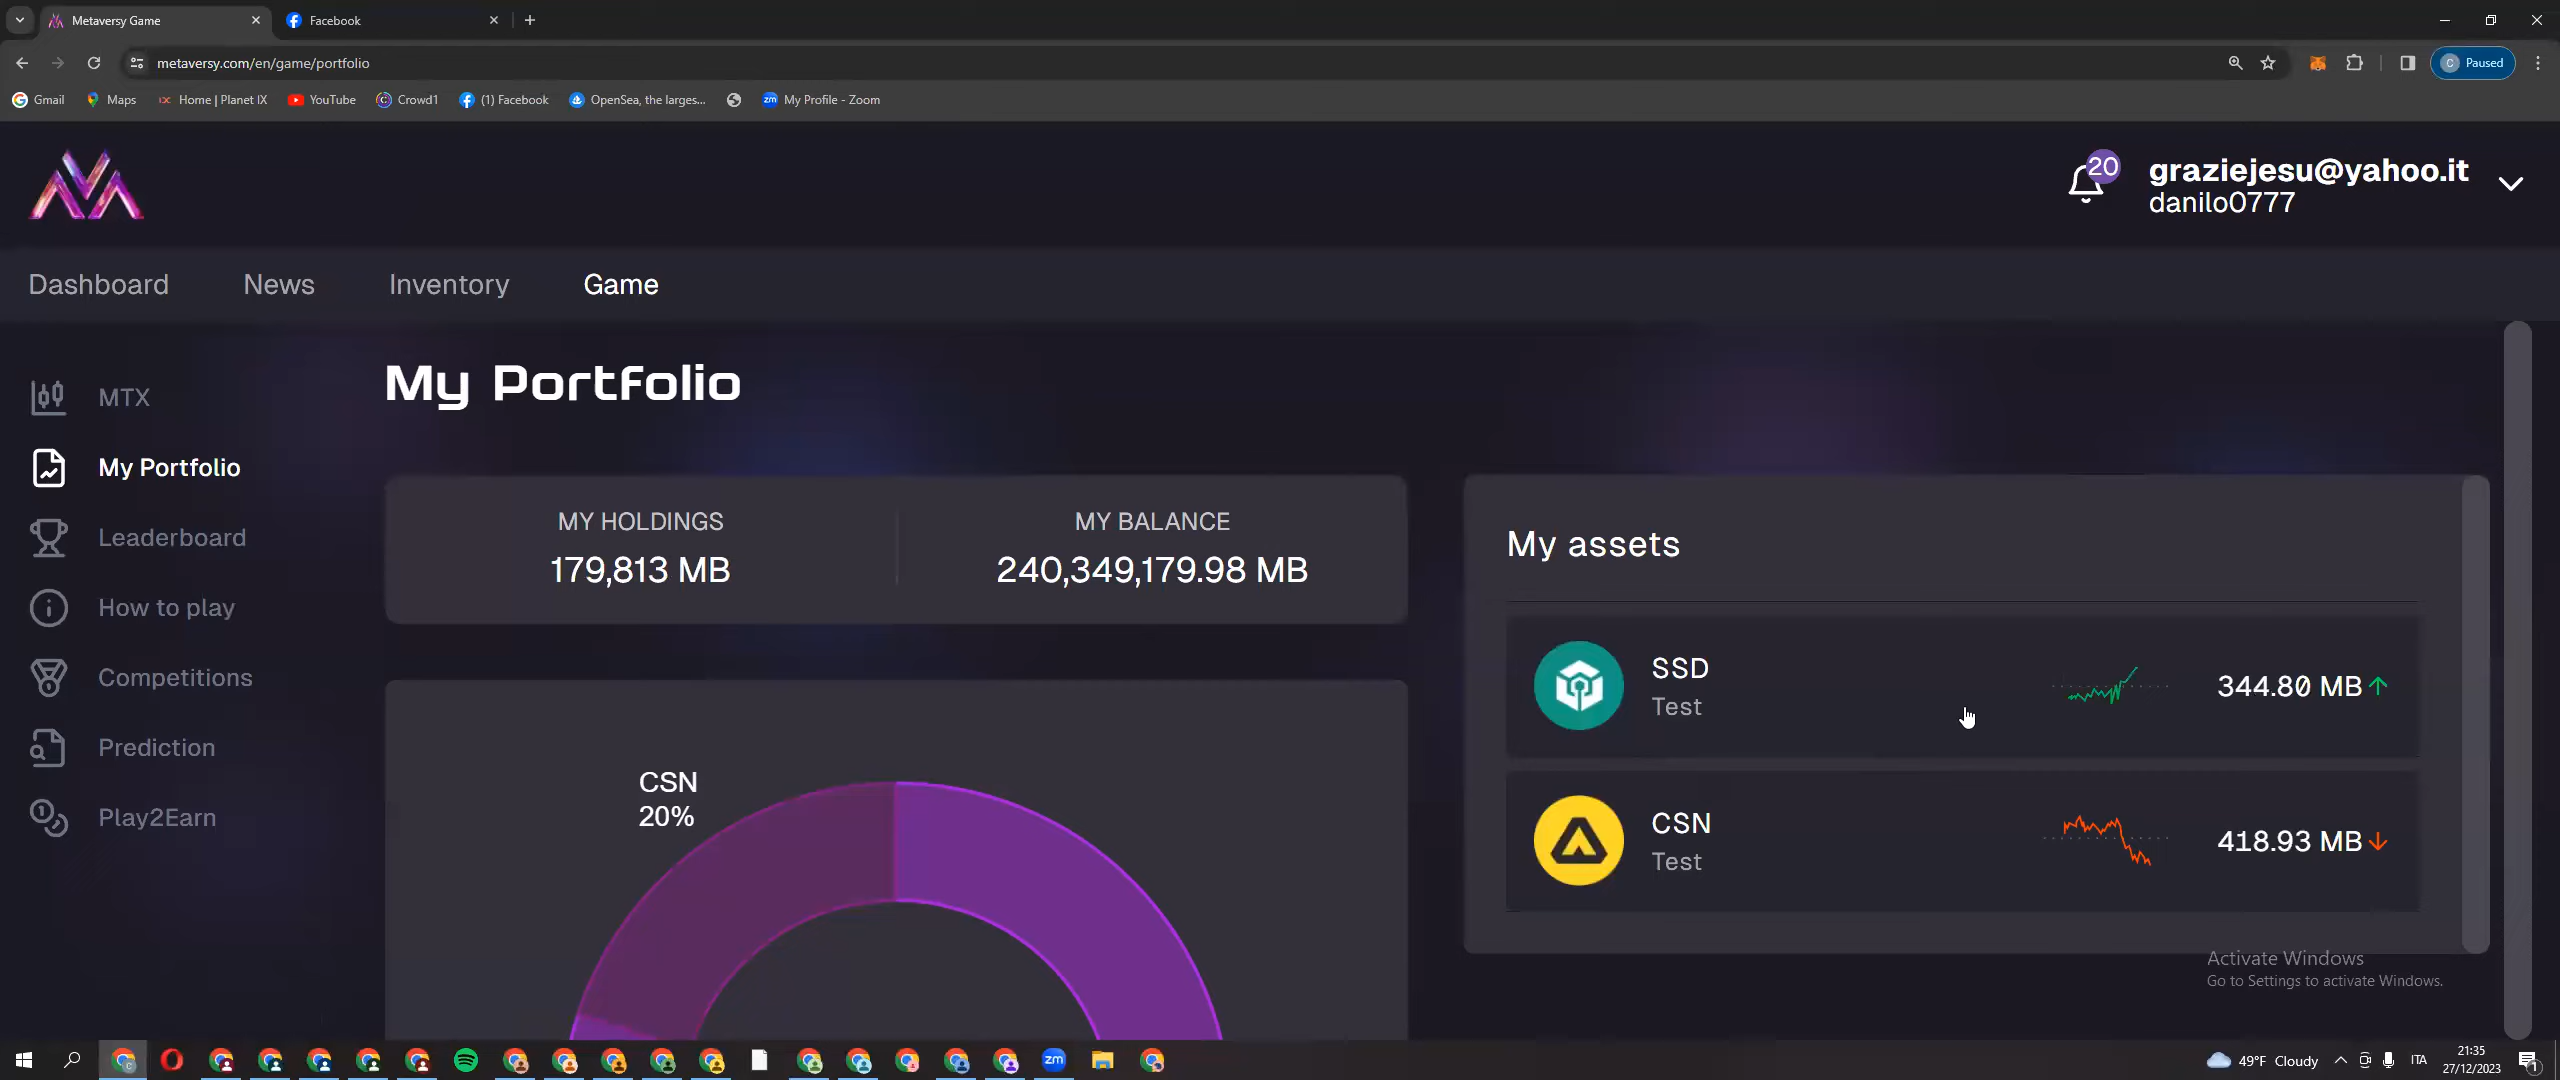 Metaversy Game
Facebook
metaversy.com/en/game/portfolio
Paused
Gmail
Maps
Home | Planet IX
YouTube
Crowd1
(1) Facebook
OpenSea, the larges...
My Profile - Zoom
20
graziejesu@yahoo.it
danilo0777
Dashboard
News
Inventory
Game
MTX
My Portfolio
Leaderboard
How to play
Competitions
Prediction
Play2Earn
My Portfolio
MY HOLDINGS
179,813 MB
MY BALANCE
240,349,179.98 MB
CSN
20%
My assets
SSD
Test
344.80 MB
CSN
Test
418.93 MB
Activate Windows
Go to Settings to activate Windows.
49°F Cloudy
ITA
21:35
27/12/2023